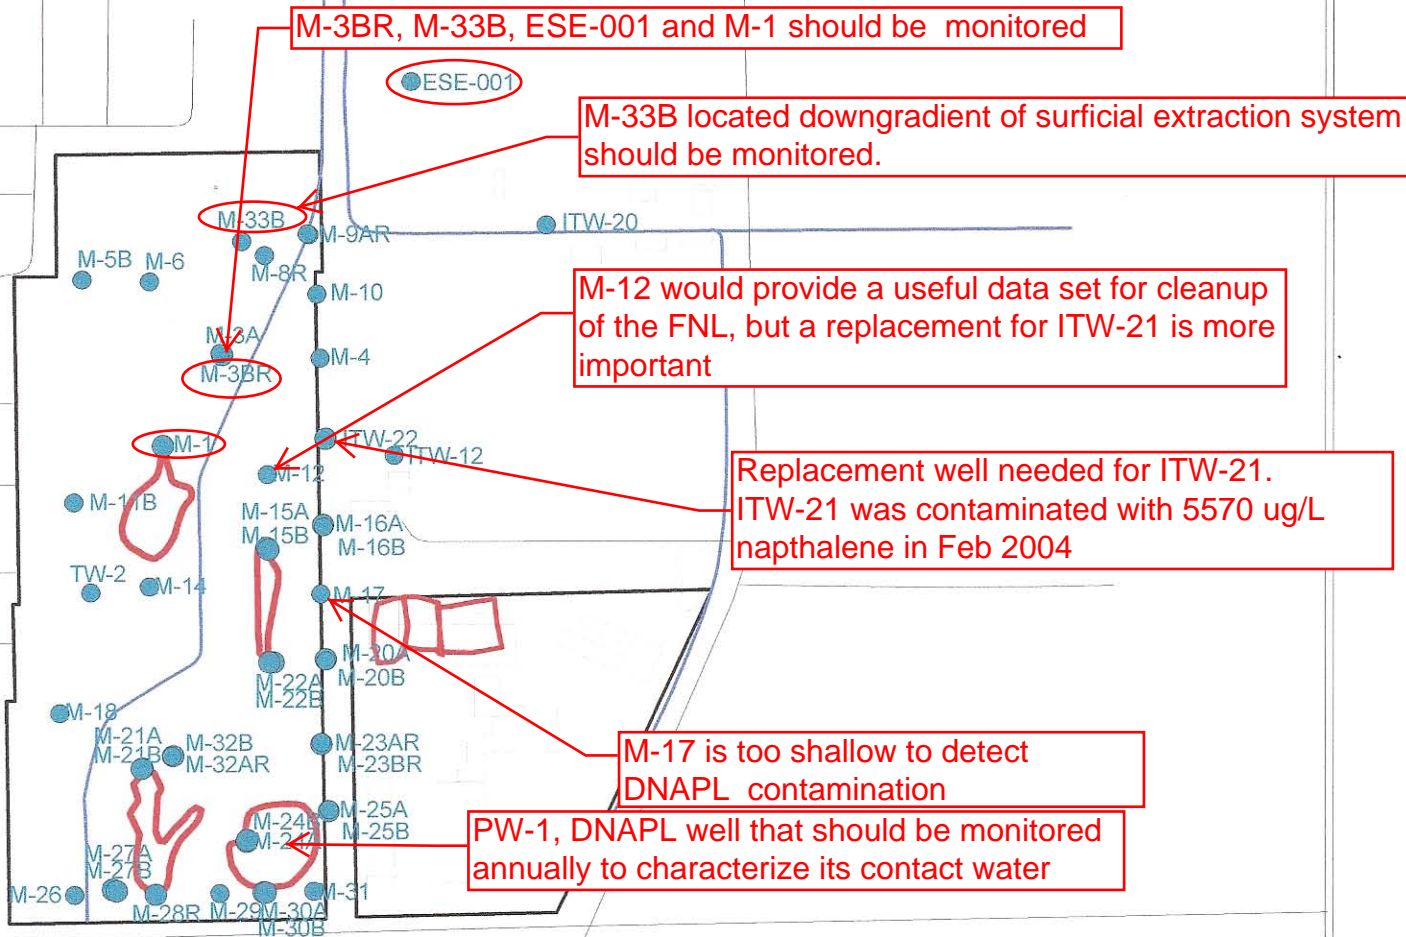 M-3BR, M-33B, ESE-001 and M-1 should be monitored
ESE-001
M-33B located downgradient of surficial extraction system
should be monitored.
M-33B
M-9AR
ITW-20
M-8R
M-5B
M-6
M-10
M-12 would provide a useful data set for cleanup
of the FNL, but a replacement for ITW-21 is more
important
M-3A
M-3BR
M-4
M-1
ITW-22
ITW-12
M-12
Replacement well needed for ITW-21.
ITW-21 was contaminated with 5570 ug/L
napthalene in Feb 2004
M-11B
M-15A
M-15B
M-16A
M-16B
TW-2
M-14
M-17
M-20A
M-20B
M-22A
M-22B
M-18
M-21A
M-21B
M-32B
M-32AR
M-23AR
M-23BR
M-17 is too shallow to detect
DNAPL contamination
M-25A
M-25B
M-24B
M-24A
PW-1, DNAPL well that should be monitored
annually to characterize its contact water
M-27A
M-27B
M-26
M-28R
M-29
M-30A
M-30B
M-31